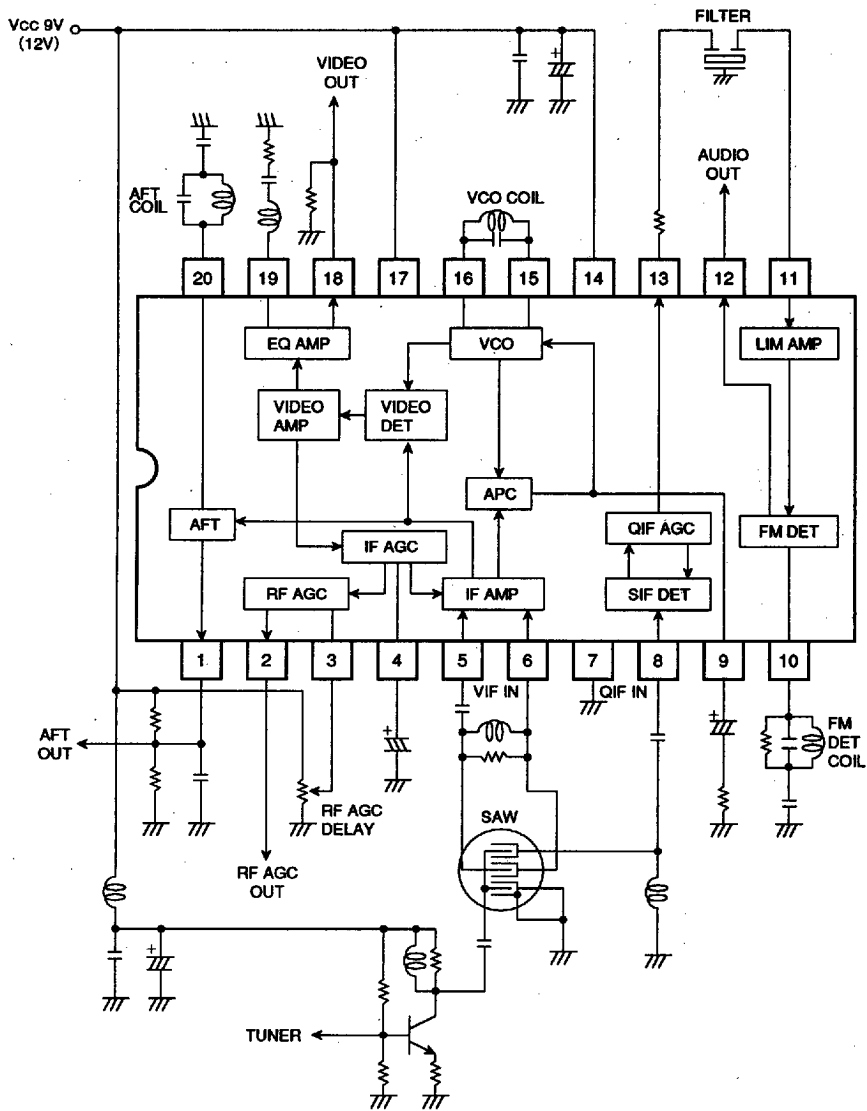 Vcc 9V
(12V)
VIDEO
OUT
FILTER
AFT
COIL
VCO COIL
AUDIO
OUT
20
19
18
17
16
15
14
13
12
11
EQ AMP
VCO
LIM AMP
VIDEO
AMP
VIDEO
DET
APC
AFT
IF AGC
QIF AGC
FM DET
RF AGC
IF AMP
SIF DET
1
2
3
4
5
6
7
8
9
10
VIF IN
QIF IN
AFT
OUT
RF AGC
DELAY
FM
DET
COIL
SAW
RF AGC
OUT
TUNER
+
+
+
+